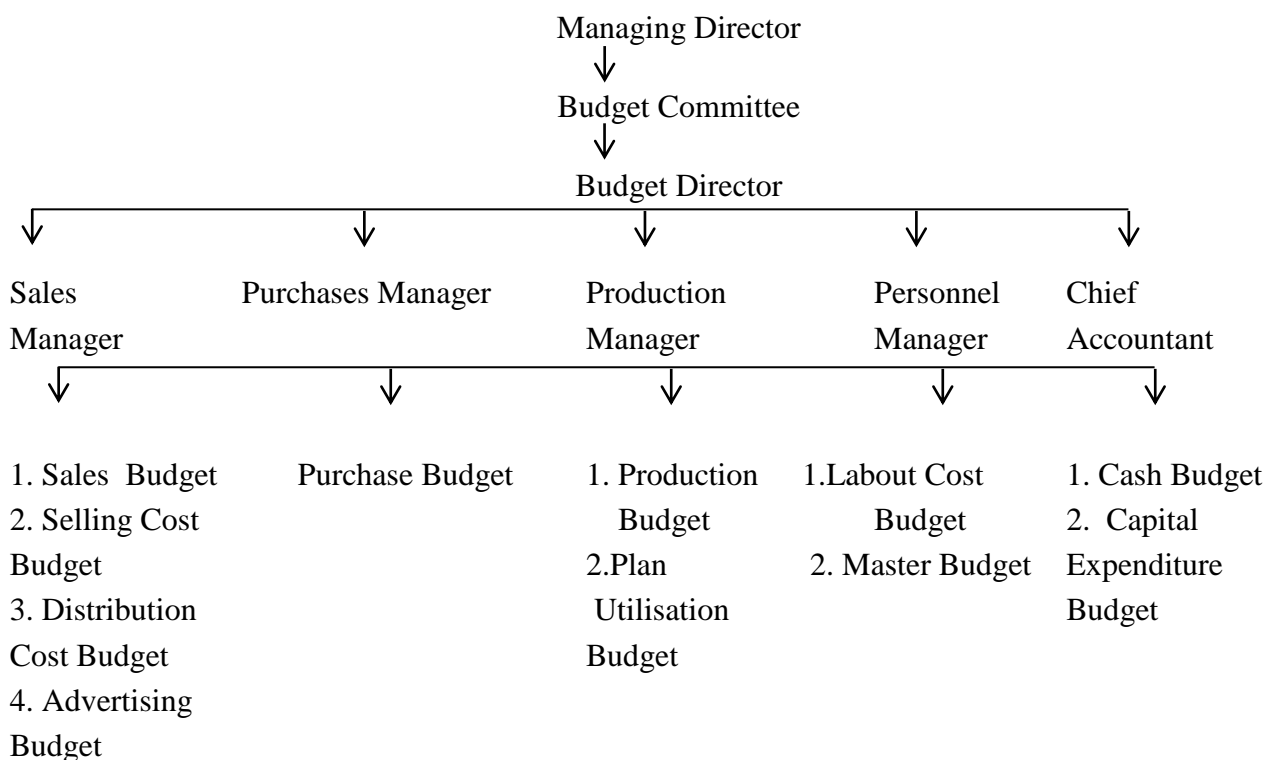 Managing Director
Budget Committee
Budget Director
Sales
Manager
Purchases Manager
Production
Manager
Personnel
Manager
Chief
Accountant
1. Sales Budget
2. Selling Cost
Budget
3. Distribution
Cost Budget
4. Advertising
Budget
Purchase Budget
1. Production
Budget
2.Plan
Utilisation
Budget
1.Labout Cost
Budget
2. Master Budget
1. Cash Budget
2. Capital
Expenditure
Budget